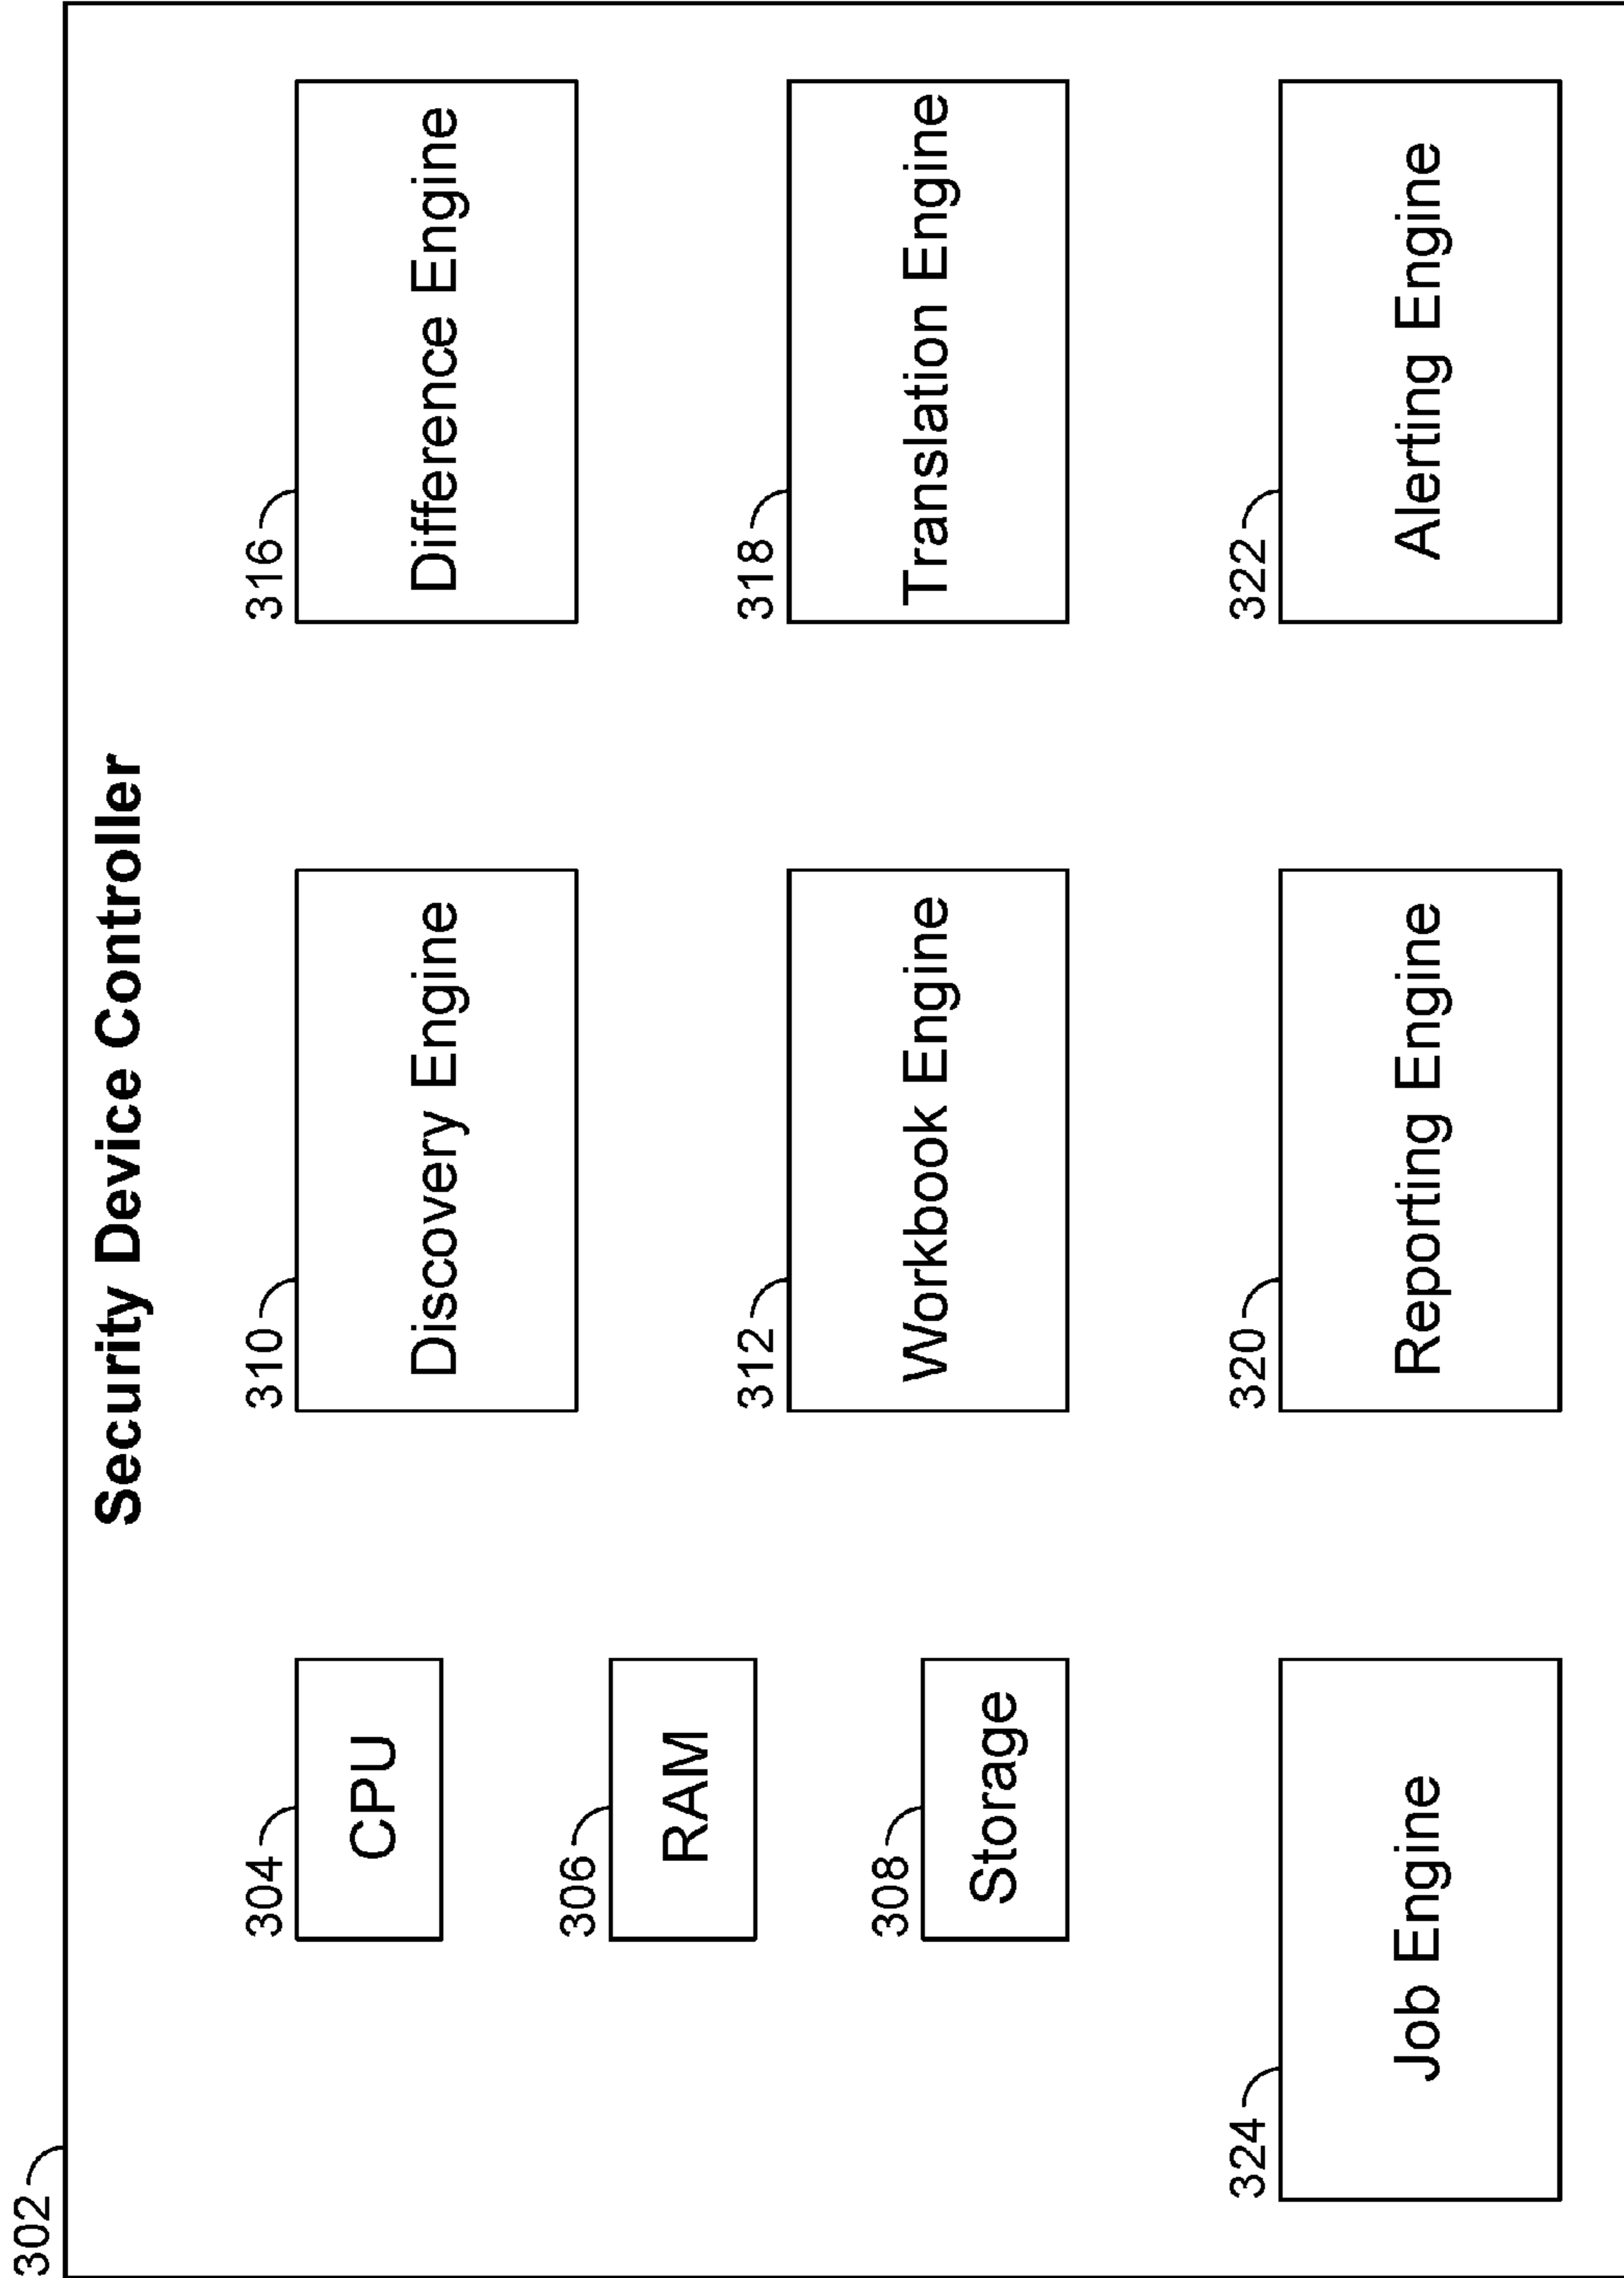 302
Security Device Controller
304
CPU
306
RAM
308
Storage
324
Job Engine
310
Discovery Engine
312
Workbook Engine
320
Reporting Engine
316
Difference Engine
318
Translation Engine
322
Alerting Engine